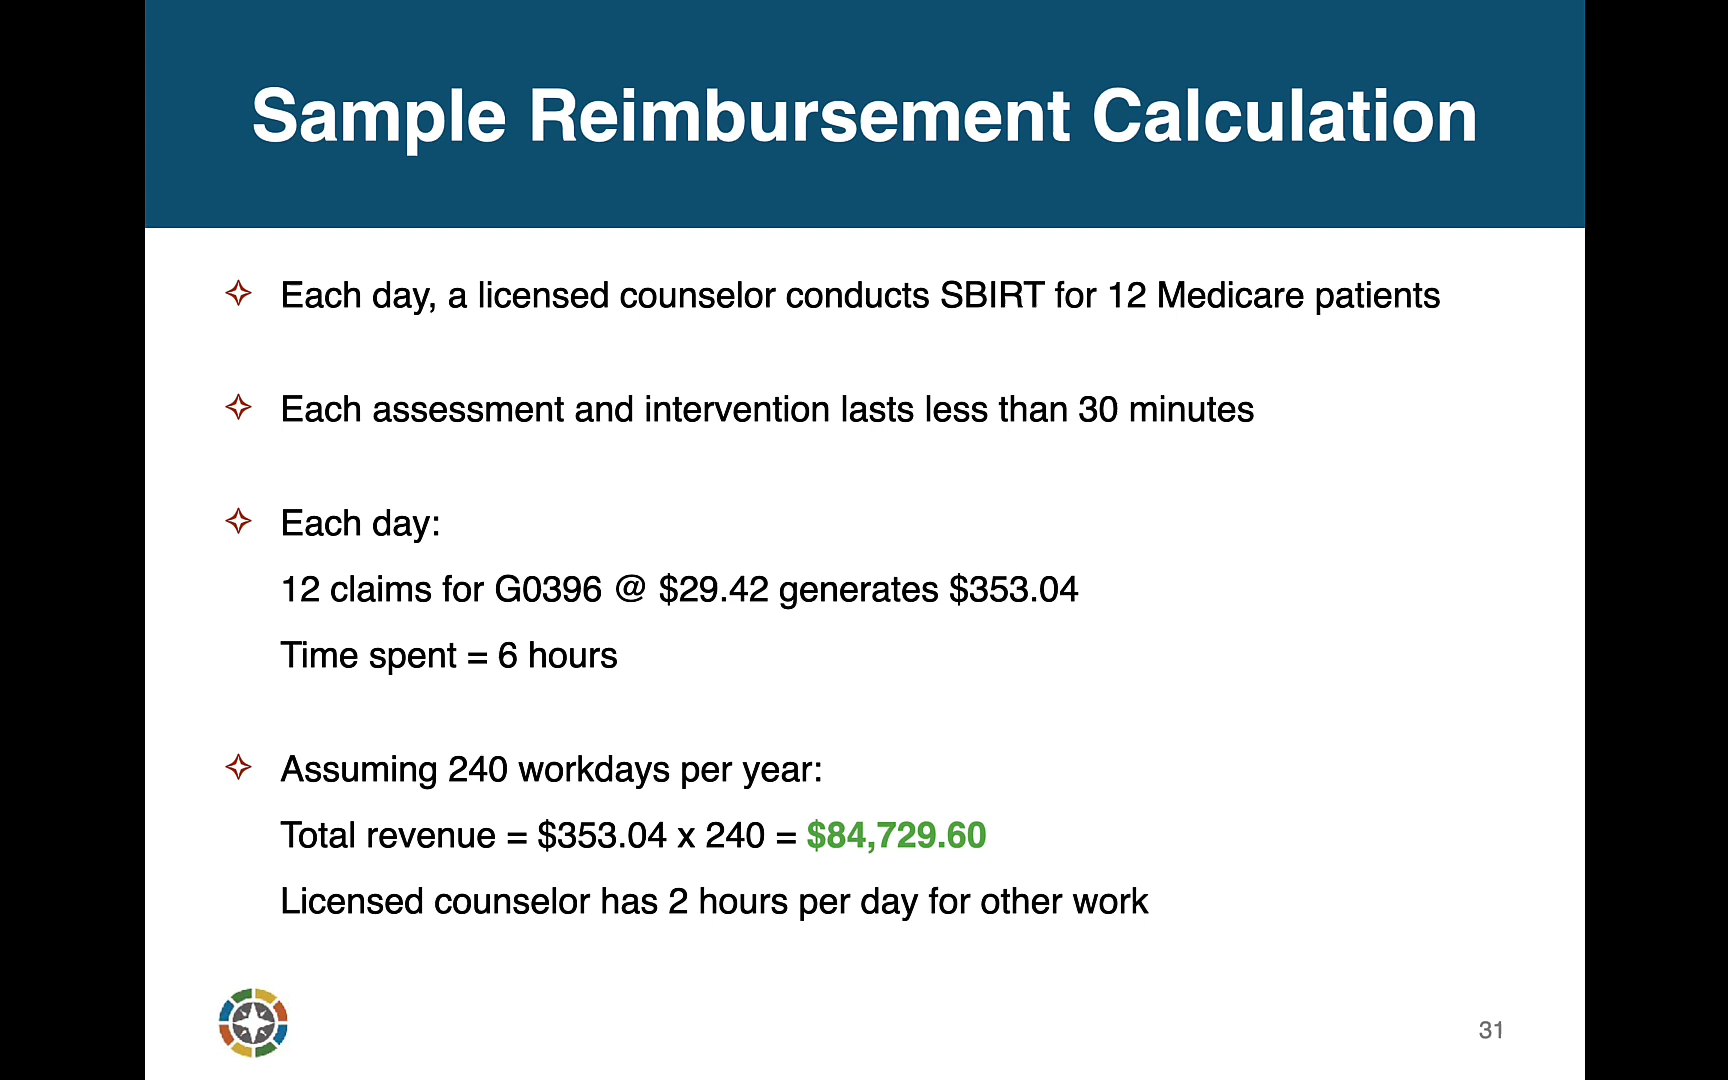 Sample Reimbursement Calculation
Each day, a licensed counselor conducts SBIRT for 12 Medicare patients
Each assessment and intervention lasts less than 30 minutes
Each day:
12 claims for G0396 @ $29.42 generates $353.04
Time spent = 6 hours
Assuming 240 workdays per year:
Total revenue = $353.04 x 240 = $84,729.60
Licensed counselor has 2 hours per day for other work
31